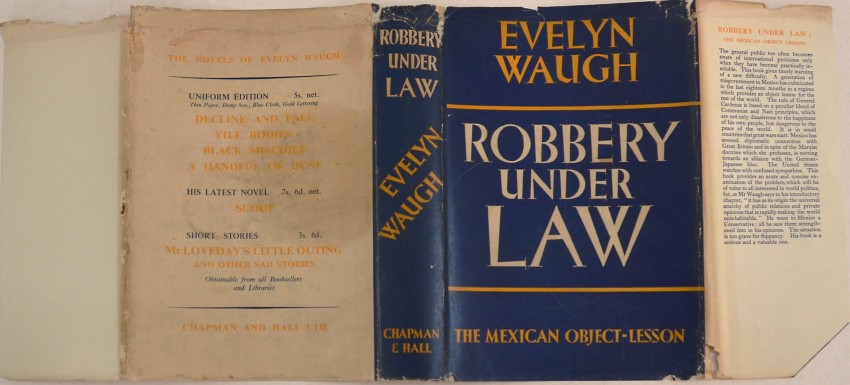 THE NOVELS OF EVELYN WAUGH
UNIFORM EDITION 5s. net.
Thin Paper, Demy 8vo., Blue Cloth, Gold Lettering
DECLINE AND FALL
VILE BODIES
BLACK MISCHIEF
A HANDFUL OF DUST
HIS LATEST NOVEL 7s. 6d. net.
SCOOP
SHORT STORIES 3s. 6d.
Mr LOVEDAY'S LITTLE OUTING
AND OTHER SAD STORIES
Obtainable from all Booksellers
and Libraries
CHAPMAN AND HALL LTD
ROBBERY
UNDER
LAW
EVELYN
WAUGH
CHAPMAN
& HALL
EVELYN
WAUGH
ROBBERY
UNDER
LAW
THE MEXICAN OBJECT-LESSON
ROBBERY UNDER LAW:
THE MEXICAN OBJECT LESSON
The general public too often becomes
aware of international problems only
when they have become practically in-
soluble. This book gives timely warning
of a new difficulty. A generation of
misgovernment in Mexico has culminated
in the last eighteen months in a regime
which provides an object lesson for the
rest of the world. The rule of General
Cardenas is based on a peculiar blend of
Communist and Nazi principles, which
are not only disastrous to the happiness
of his own people, but dangerous to the
peace of the world. It is in small
countries that great wars start. Mexico has
severed diplomatic connection with
Great Britain and in spite of the Marxist
doctrine which she professes, is moving
towards an alliance with the German-
Japanese bloc. The United States
watches with confused sympathies. This
book provides an acute and concise ex-
amination of the problem, which will be
of value to all interested in world politics,
for, as Mr Waugh says in his introductory
chapter, " it has as its origin the universal
anarchy of public relations and private
opinions that is rapidly making the world
uninhabitable." He went to Mexico a
Conservative ; all he saw there strength-
ened him in his opinions. The situation
is too grave for flippancy. His book is a
serious and a valuable one.